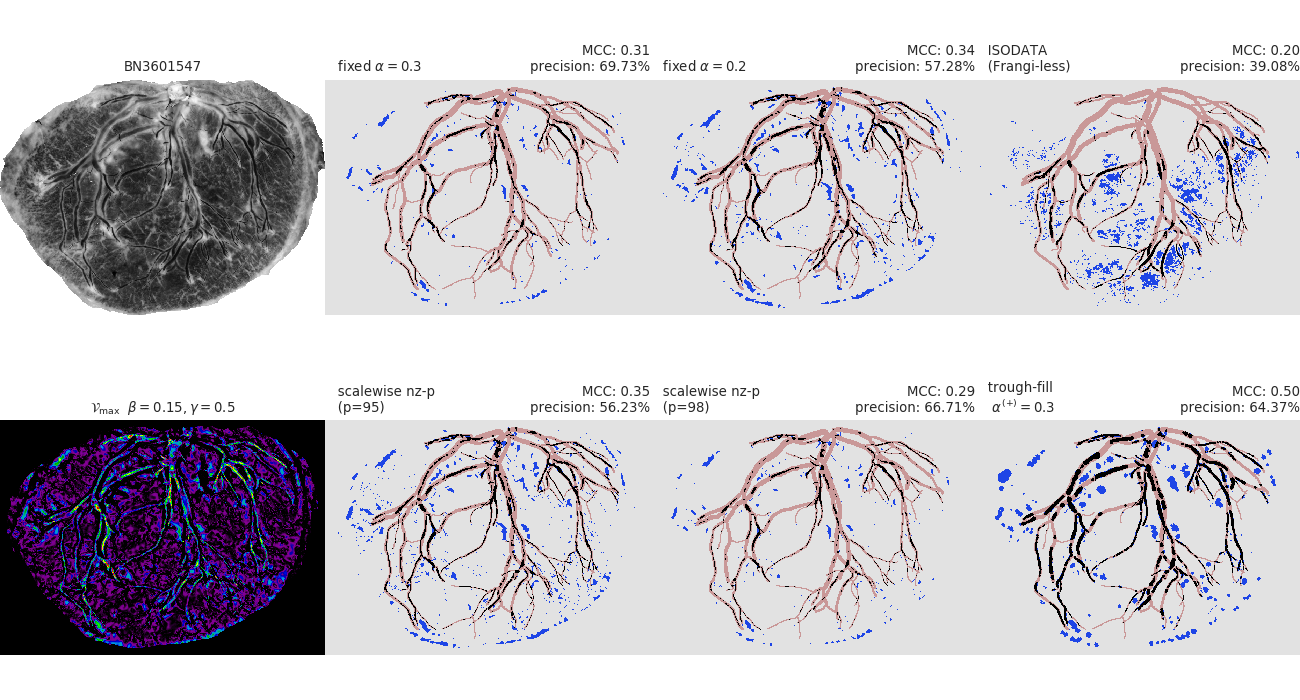 BN3601547
fixed α = 0.3
MCC: 0.31
precision: 69.73%
fixed α = 0.2
MCC: 0.34
precision: 57.28%
ISODATA
(Frangi-less)
MCC: 0.20
precision: 39.08%
𝒱max β = 0.15, γ = 0.5
scalewise nz-p
(p=95)
MCC: 0.35
precision: 56.23%
scalewise nz-p
(p=98)
MCC: 0.29
precision: 66.71%
trough-fill
α(+) = 0.3
MCC: 0.50
precision: 64.37%